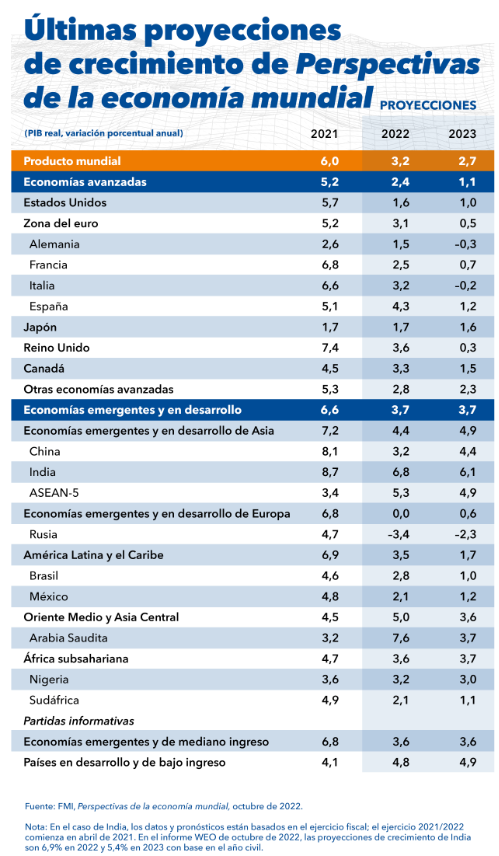 Últimas proyecciones
de crecimiento de Perspectivas
de la economía mundial
PROYECCIONES
(PIB real, variación porcentual anual) 2021 2022 2023
Producto mundial 6,0 3,2 2,7
Economías avanzadas 5,2 2,4 1,1
Estados Unidos 5,7 1,6 1,0
Zona del euro 5,2 3,1 0,5
Alemania 2,6 1,5 –0,3
Francia 6,8 2,5 0,7
Italia 6,6 3,2 –0,2
España 5,1 4,3 1,2
Japón 1,7 1,7 1,6
Reino Unido 7,4 3,6 0,3
Canadá 4,5 3,3 1,5
Otras economías avanzadas 5,3 2,8 2,3
Economías emergentes y en desarrollo 6,6 3,7 3,7
Economías emergentes y en desarrollo de Asia 7,2 4,4 4,9
China 8,1 3,2 4,4
India 8,7 6,8 6,1
ASEAN-5 3,4 5,3 4,9
Economías emergentes y en desarrollo de Europa 6,8 0,0 0,6
Rusia 4,7 –3,4 –2,3
América Latina y el Caribe 6,9 3,5 1,7
Brasil 4,6 2,8 1,0
México 4,8 2,1 1,2
Oriente Medio y Asia Central 4,5 5,0 3,6
Arabia Saudita 3,2 7,6 3,7
África subsahariana 4,7 3,6 3,7
Nigeria 3,6 3,2 3,0
Sudáfrica 4,9 2,1 1,1
Partidas informativas
Economías emergentes y de mediano ingreso 6,8 3,6 3,6
Países en desarrollo y de bajo ingreso 4,1 4,8 4,9
Fuente: FMI, Perspectivas de la economía mundial, octubre de 2022.
Nota: En el caso de India, los datos y pronósticos están basados en el ejercicio fiscal; el ejercicio 2021/2022
comienza en abril de 2021. En el informe WEO de octubre de 2022, las proyecciones de crecimiento de India
son 6,9% en 2022 y 5,4% en 2023 con base en el año civil.